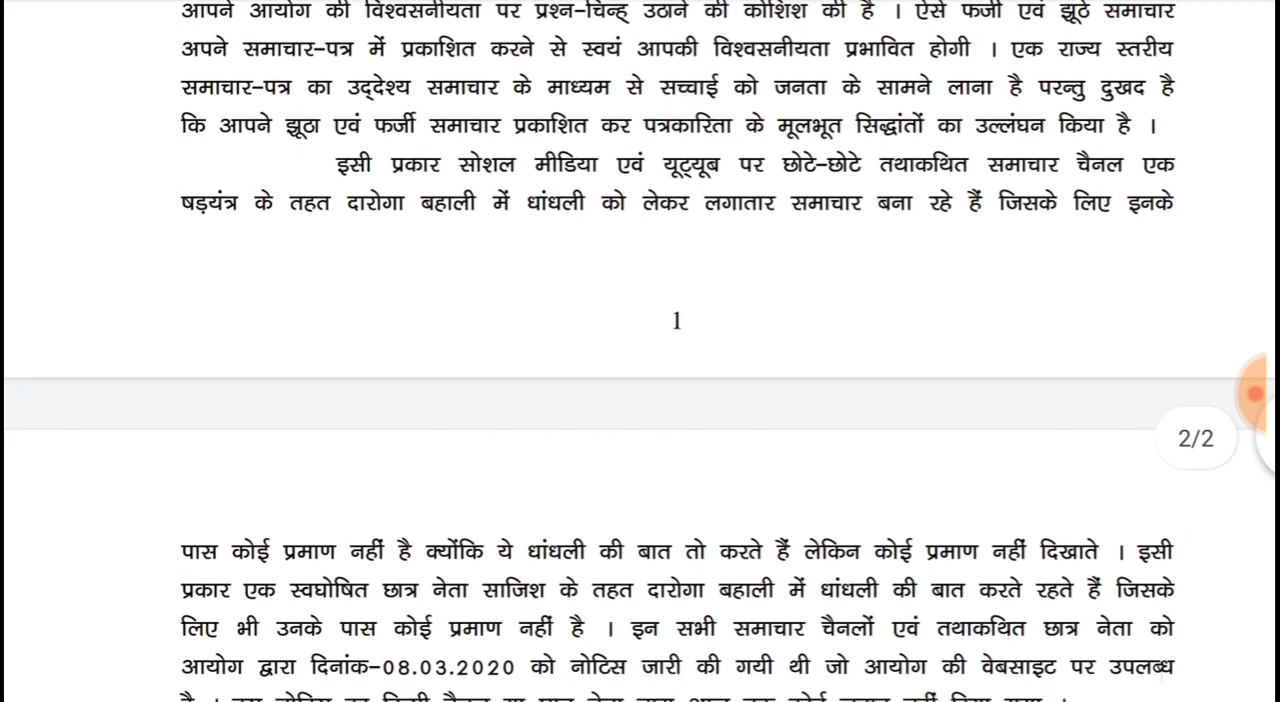 आपने आयोग की विश्वसनीयता पर प्रश्न-चिन्ह् उठाने की कोशिश की है । ऐसे फर्जी एवं झूठे समाचार
अपने समाचार-पत्र में प्रकाशित करने से स्वयं आपकी विश्वसनीयता प्रभावित होगी । एक राज्य स्तरीय
समाचार-पत्र का उद्देश्य समाचार के माध्यम से सच्चाई को जनता के सामने लाना है परन्तु दुखद है
कि आपने झूठा एवं फर्जी समाचार प्रकाशित कर पत्रकारिता के मूलभूत सिद्धांतों का उल्लंघन किया है ।
इसी प्रकार सोशल मीडिया एवं यूट्यूब पर छोटे-छोटे तथाकथित समाचार चैनल एक
षड़यंत्र के तहत दारोगा बहाली में धांधली को लेकर लगातार समाचार बना रहे हैं जिसके लिए इनके
1
2/2
पास कोई प्रमाण नहीं है क्योंकि ये धांधली की बात तो करते हैं लेकिन कोई प्रमाण नहीं दिखाते । इसी
प्रकार एक स्वघोषित छात्र नेता साजिश के तहत दारोगा बहाली में धांधली की बात करते रहते हैं जिसके
लिए भी उनके पास कोई प्रमाण नहीं है । इन सभी समाचार चैनलों एवं तथाकथित छात्र नेता को
आयोग द्वारा दिनांक-08.03.2020 को नोटिस जारी की गयी थी जो आयोग की वेबसाइट पर उपलब्ध